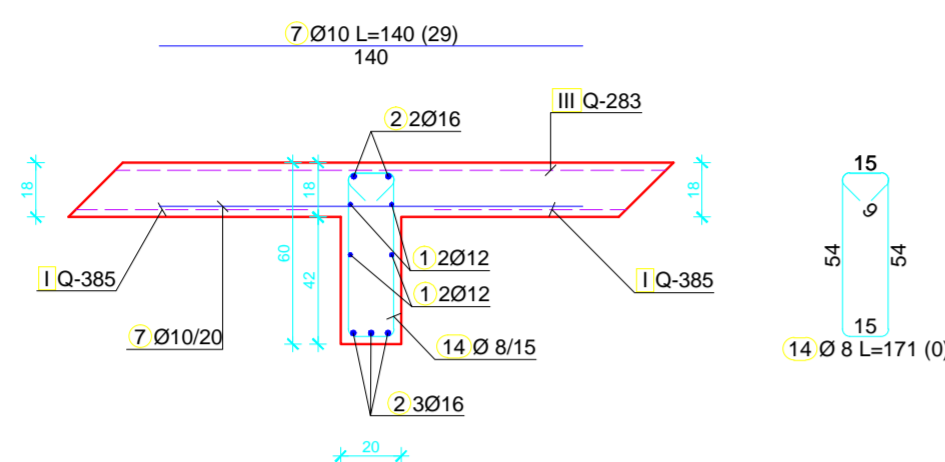 7 Ø10 L=140 (29)
140
III Q-283
2 2Ø16
18
60
18
42
18
15
9
54
54
15
14 Ø 8 L=171 (0)
1 2Ø12
1 2Ø12
I Q-385
I Q-385
7 Ø10/20
14 Ø 8/15
2 3Ø16
20